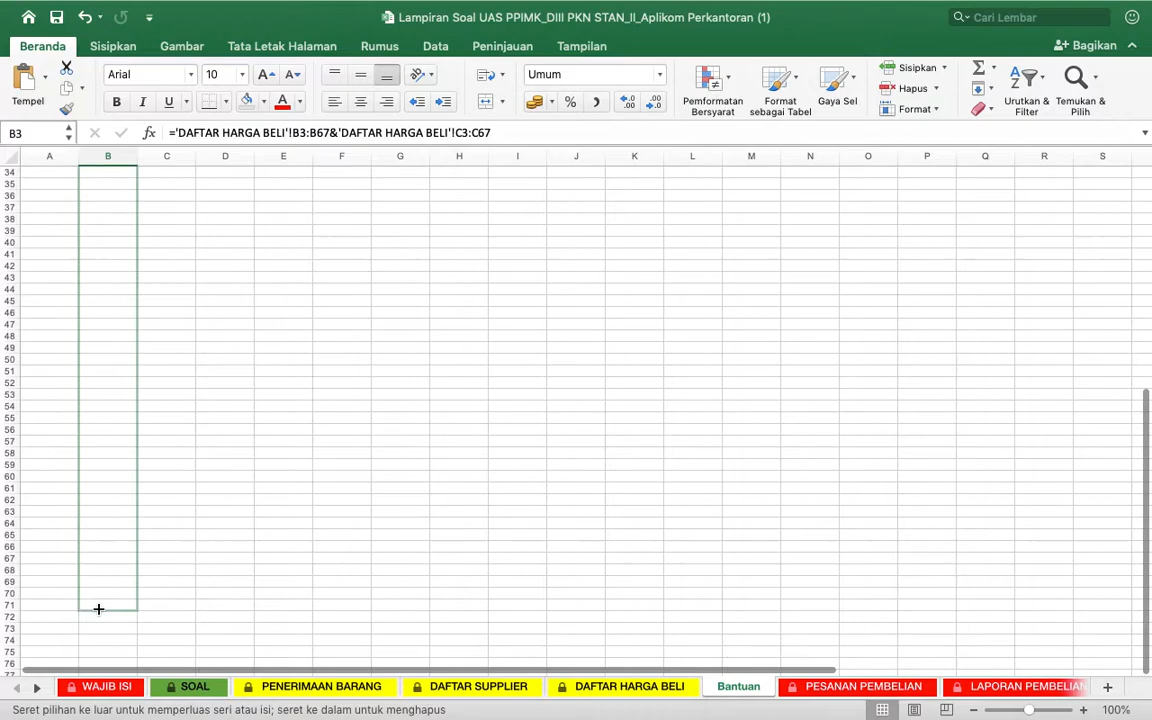 Lampiran Soal UAS PPIMK_DIII PKN STAN_II_Aplikom Perkantoran (1)
Cari Lembar
Beranda Sisipkan Gambar Tata Letak Halaman Rumus Data Peninjauan Tampilan
Bagikan
Tempel
Arial 10
B I U A
Umum
% 
Pemformatan Bersyarat
Format sebagai Tabel
Gaya Sel
Sisipkan
Hapus
Format
Urutkan & Filter
Temukan & Pilih
B3 fx ='DAFTAR HARGA BELI'!B3:B67&'DAFTAR HARGA BELI'!C3:C67
A B C D E F G H I J K L M N O P Q R S
34
35
36
37
38
39
40
41
42
43
44
45
46
47
48
49
50
51
52
53
54
55
56
57
58
59
60
61
62
63
64
65
66
67
68
69
70
71
72
73
74
75
76
77
WAJIB ISI SOAL PENERIMAAN BARANG DAFTAR SUPPLIER DAFTAR HARGA BELI Bantuan PESANAN PEMBELIAN LAPORAN PEMBELIAN
Seret pilihan ke luar untuk memperluas seri atau isi; seret ke dalam untuk menghapus
100%